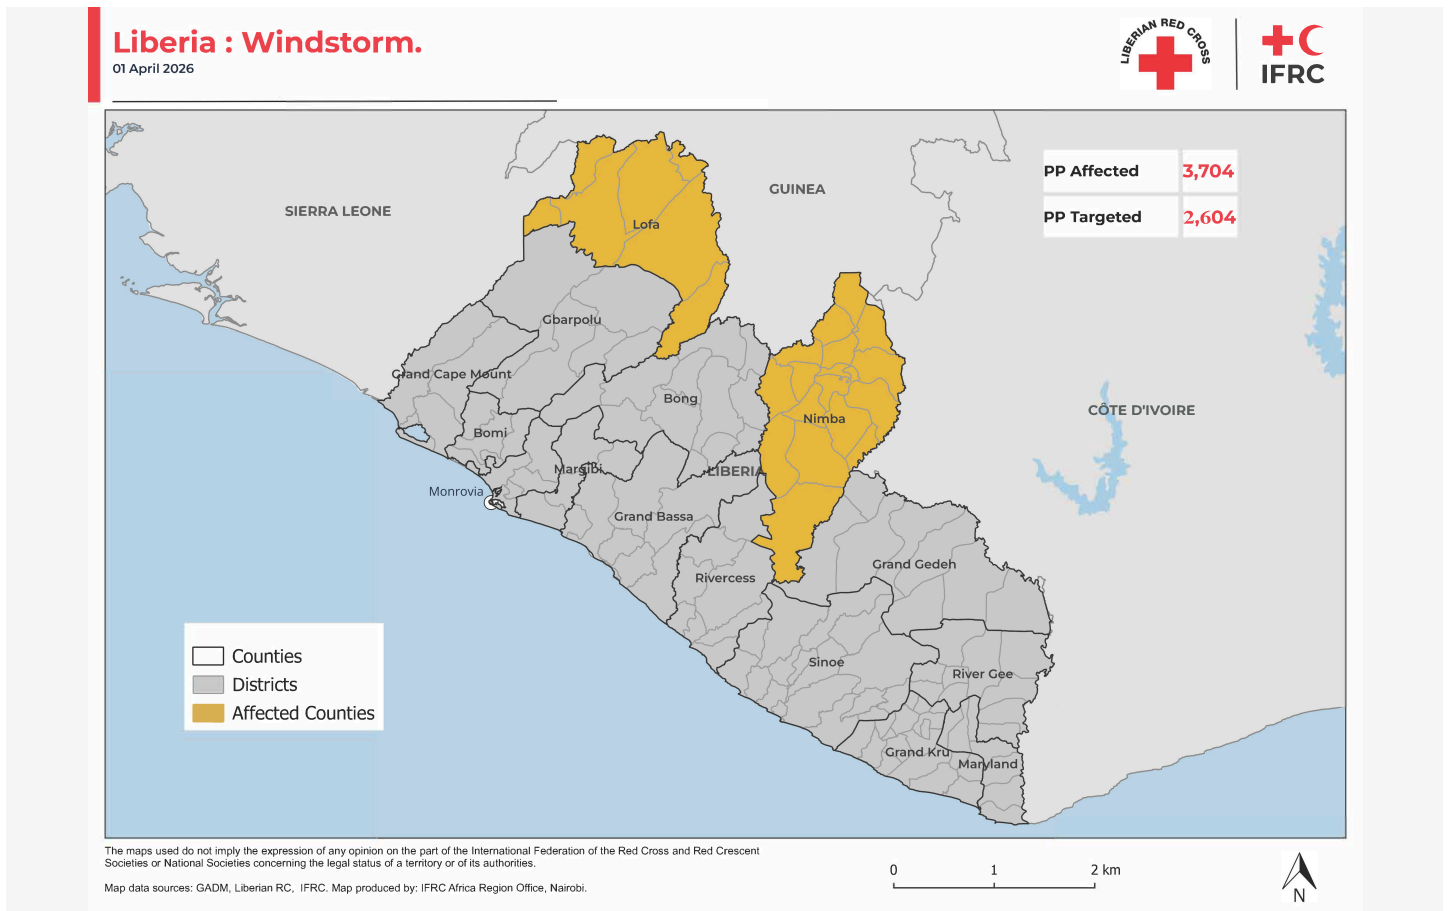 Liberia : Windstorm.
01 April 2026
LIBERIAN RED CROSS
IFRC
PP Affected 3,704
PP Targeted 2,604
SIERRA LEONE
GUINEA
CÔTE D'IVOIRE
LIBERIA
Lofa
Gbarpolu
Grand Cape Mount
Bong
Nimba
Bomi
Margibi
Monrovia
Grand Bassa
Rivercess
Grand Gedeh
Sinoe
River Gee
Grand Kru
Maryland
Counties
Districts
Affected Counties
The maps used do not imply the expression of any opinion on the part of the International Federation of the Red Cross and Red Crescent
Societies or National Societies concerning the legal status of a territory or of its authorities.
Map data sources: GADM, Liberian RC, IFRC. Map produced by: IFRC Africa Region Office, Nairobi.
0 1 2 km
N